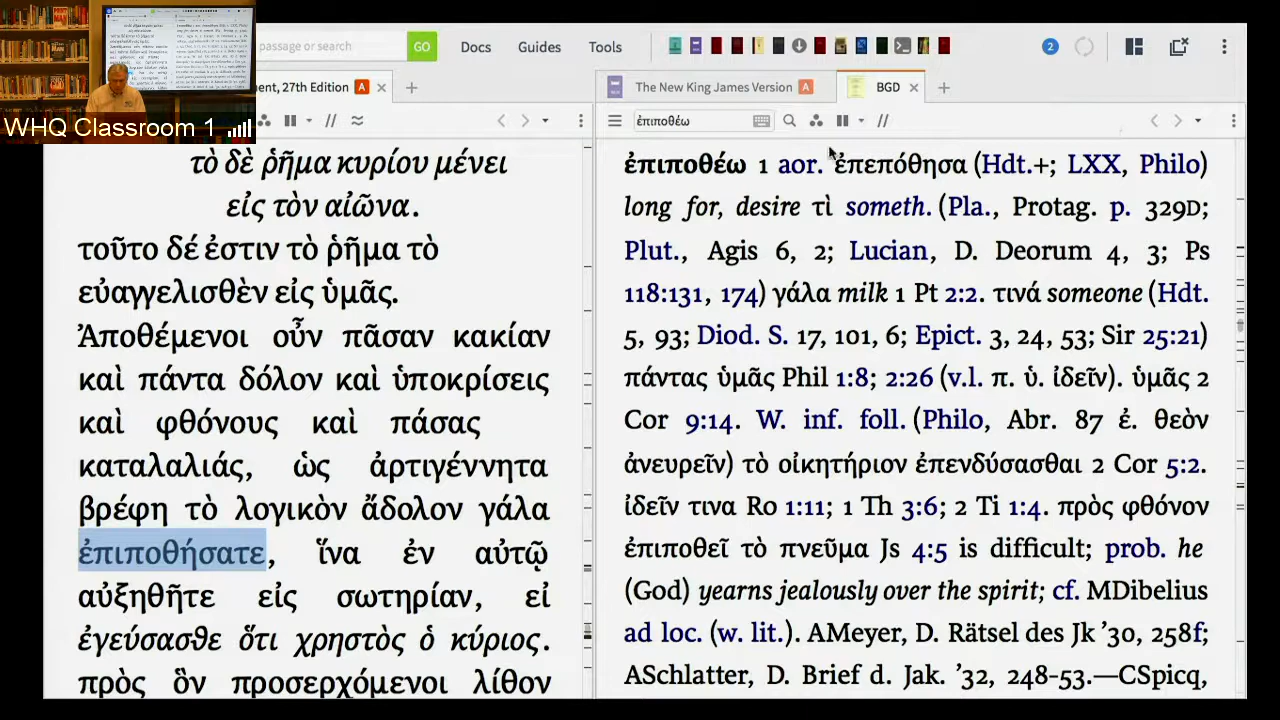 WHQ Classroom 1
passage or search
GO
Docs
Guides
Tools
2
ment, 27th Edition
A
The New King James Version
A
BGD
ἐπιποθέω
τὸ δὲ ῥῆμα κυρίου μένει
εἰς τὸν αἰῶνα.
τοῦτο δέ ἐστιν τὸ ῥῆμα τὸ
εὐαγγελισθὲν εἰς ὑμᾶς.
Ἀποθέμενοι οὖν πᾶσαν κακίαν
καὶ πάντα δόλον καὶ ὑποκρίσεις
καὶ φθόνους καὶ πάσας
καταλαλιάς, ὡς ἀρτιγέννητα
βρέφη τὸ λογικὸν ἄδολον γάλα
ἐπιποθήσατε, ἵνα ἐν αὐτῷ
αὐξηθῆτε εἰς σωτηρίαν, εἰ
ἐγεύσασθε ὅτι χρηστὸς ὁ κύριος.
πρὸς ὃν προσερχόμενοι λίθον
ἐπιποθέω 1 aor. ἐπεπόθησα (Hdt.+; LXX, Philo)
long for, desire τὶ someth. (Pla., Protag. p. 329D;
Plut., Agis 6, 2; Lucian, D. Deorum 4, 3; Ps
118:131, 174) γάλα milk 1 Pt 2:2. τινά someone (Hdt.
5, 93; Diod. S. 17, 101, 6; Epict. 3, 24, 53; Sir 25:21)
πάντας ὑμᾶς Phil 1:8; 2:26 (v.l. π. ὑ. ἰδεῖν). ὑμᾶς 2
Cor 9:14. W. inf. foll. (Philo, Abr. 87 ἐ. θεὸν
ἀνευρεῖν) τὸ οἰκητήριον ἐπενδύσασθαι 2 Cor 5:2.
ἰδεῖν τινα Ro 1:11; 1 Th 3:6; 2 Ti 1:4. πρὸς φθόνον
ἐπιποθεῖ τὸ πνεῦμα Js 4:5 is difficult; prob. he
(God) yearns jealously over the spirit; cf. MDibelius
ad loc. (w. lit.). AMeyer, D. Rätsel des Jk ’30, 258f;
ASchlatter, D. Brief d. Jak. ’32, 248-53.—CSpicq,